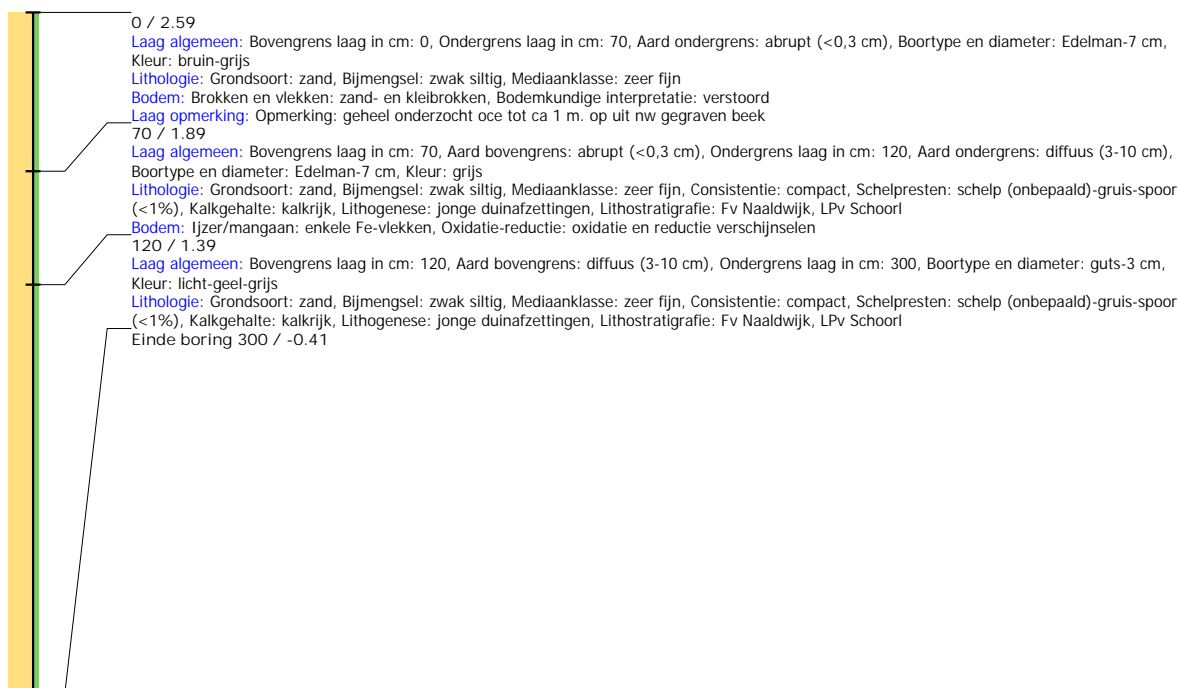 0 / 2.59
Laag algemeen: Bovengrens laag in cm: 0, Ondergrens laag in cm: 70, Aard ondergrens: abrupt (<0,3 cm), Boortype en diameter: Edelman-7 cm,
Kleur: bruin-grijs
Lithologie: Grondsoort: zand, Bijmengsel: zwak siltig, Mediaanklasse: zeer fijn
Bodem: Brokken en vlekken: zand- en kleibrokken, Bodemkundige interpretatie: verstoord
Laag opmerking: Opmerking: geheel onderzocht oce tot ca 1 m. op uit nw gegraven beek
70 / 1.89
Laag algemeen: Bovengrens laag in cm: 70, Aard bovengrens: abrupt (<0,3 cm), Ondergrens laag in cm: 120, Aard ondergrens: diffuus (3-10 cm),
Boortype en diameter: Edelman-7 cm, Kleur: grijs
Lithologie: Grondsoort: zand, Bijmengsel: zwak siltig, Mediaanklasse: zeer fijn, Consistentie: compact, Schelpresten: schelp (onbepaald)-gruis-spoor
(<1%), Kalkgehalte: kalkrijk, Lithogenese: jonge duinafzettingen, Lithostratigrafie: Fv Naaldwijk, LPv Schoorl
Bodem: Ijzer/mangaan: enkele Fe-vlekken, Oxidatie-reductie: oxidatie en reductie verschijnselen
120 / 1.39
Laag algemeen: Bovengrens laag in cm: 120, Aard bovengrens: diffuus (3-10 cm), Ondergrens laag in cm: 300, Boortype en diameter: guts-3 cm,
Kleur: licht-geel-grijs
Lithologie: Grondsoort: zand, Bijmengsel: zwak siltig, Mediaanklasse: zeer fijn, Consistentie: compact, Schelpresten: schelp (onbepaald)-gruis-spoor
(<1%), Kalkgehalte: kalkrijk, Lithogenese: jonge duinafzettingen, Lithostratigrafie: Fv Naaldwijk, LPv Schoorl
Einde boring 300 / -0.41